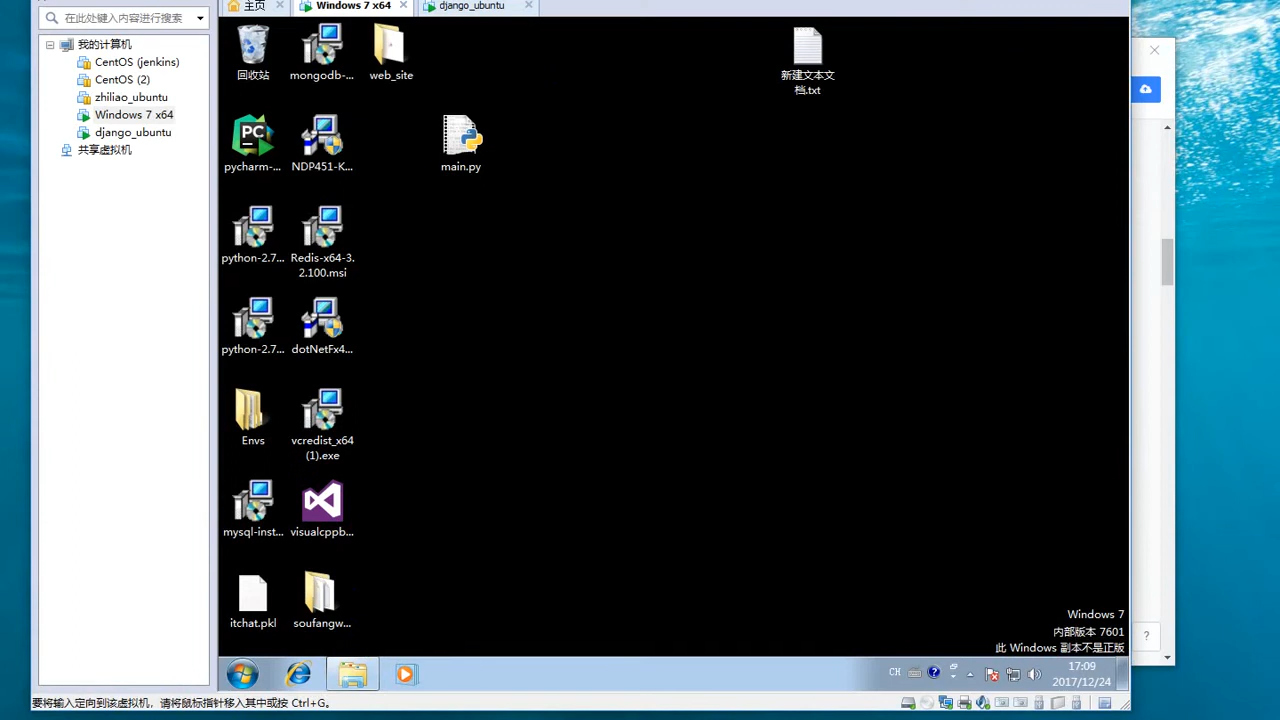 主页
Windows 7 x64
django_ubuntu
在此处键入内容进行搜索
我的计算机
CentOS (jenkins)
CentOS (2)
zhiliao_ubuntu
Windows 7 x64
django_ubuntu
共享虚拟机
回收站
mongodb-...
web_site
新建文本文
档.txt
pycharm-...
NDP451-K...
main.py
python-2.7...
Redis-x64-3.
2.100.msi
python-2.7...
dotNetFx4...
Envs
vcredist_x64
(1).exe
mysql-inst...
visualcppb...
itchat.pkl
soufangw...
Windows 7
内部版本 7601
此 Windows 副本不是正版
CH
17:09
2017/12/24
要将输入定向到该虚拟机，请将鼠标指针移入其中或按 Ctrl+G。